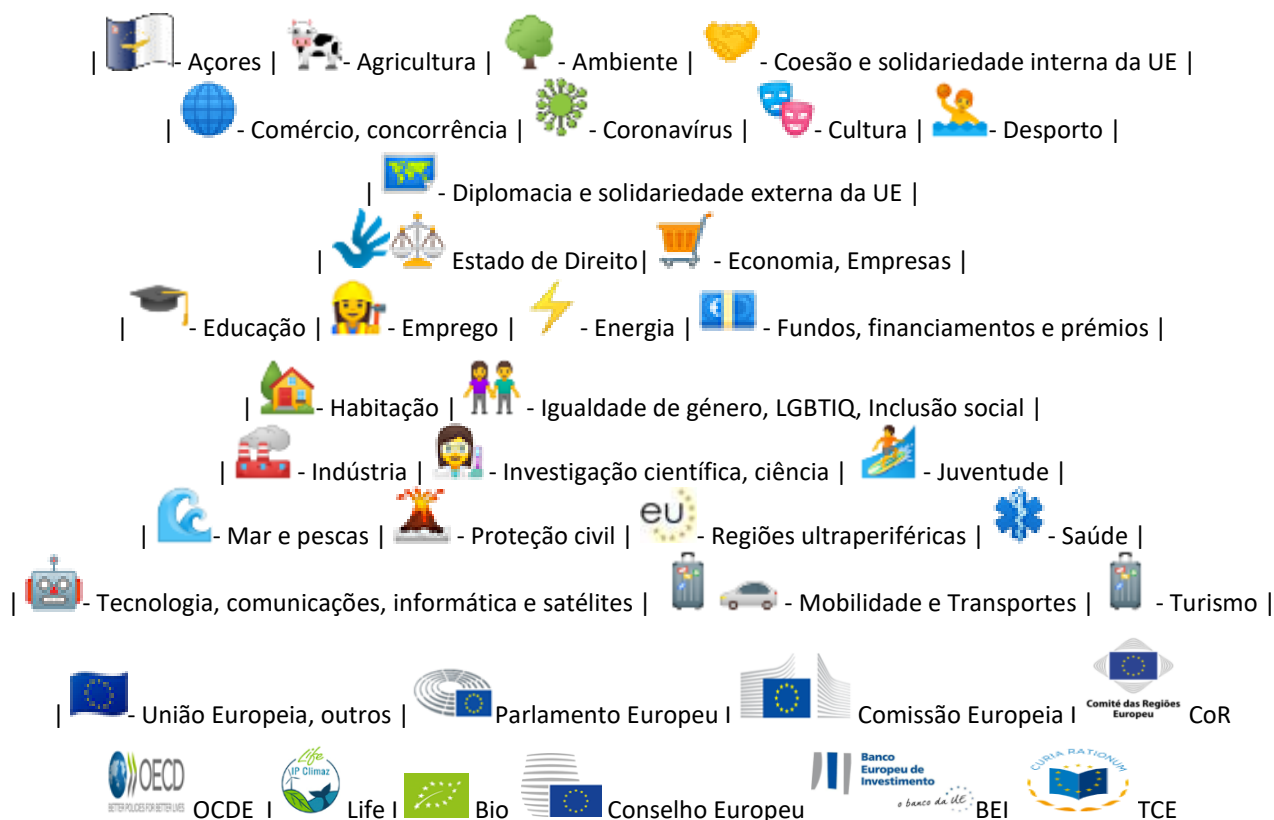 | - Açores | - Agricultura | - Ambiente | - Coesão e solidariedade interna da UE |
| - Comércio, concorrência | - Coronavírus | - Cultura | - Desporto |
| - Diplomacia e solidariedade externa da UE |
| Estado de Direito| - Economia, Empresas |
| - Educação | - Emprego | - Energia | - Fundos, financiamentos e prémios |
| - Habitação | - Igualdade de género, LGBTIQ, Inclusão social |
| - Indústria | - Investigação científica, ciência | - Juventude |
| - Mar e pescas | - Proteção civil | eu - Regiões ultraperiféricas | - Saúde |
| - Tecnologia, comunicações, informática e satélites | - Mobilidade e Transportes | - Turismo |
| - União Europeia, outros | Parlamento Europeu I Comissão Europeia I Comité das Regiões Europeu CoR
OECD BETTER POLICIES FOR BETTER LIVES OCDE I Life IP Climaz Life I Bio Conselho Europeu Banco Europeu de Investimento o banco da UE BEI CURIA RATIONUM TCE